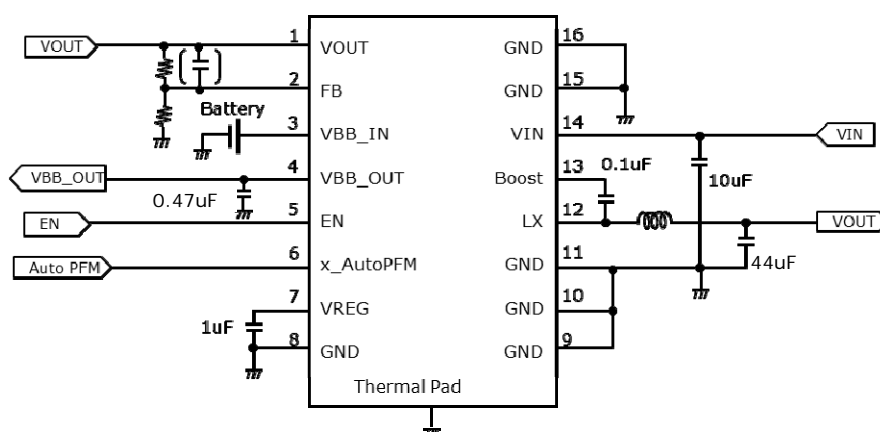 VOUT 1 VOUT GND 16
2 FB GND 15
Battery
3 VBB_IN VIN 14 VIN
VBB_OUT 4 VBB_OUT Boost 13 0.1uF 10uF
0.47uF
EN 5 EN LX 12 VOUT
Auto PFM 6 x_AutoPFM GND 11 44uF
7 VREG GND 10
1uF
8 GND GND 9
Thermal Pad